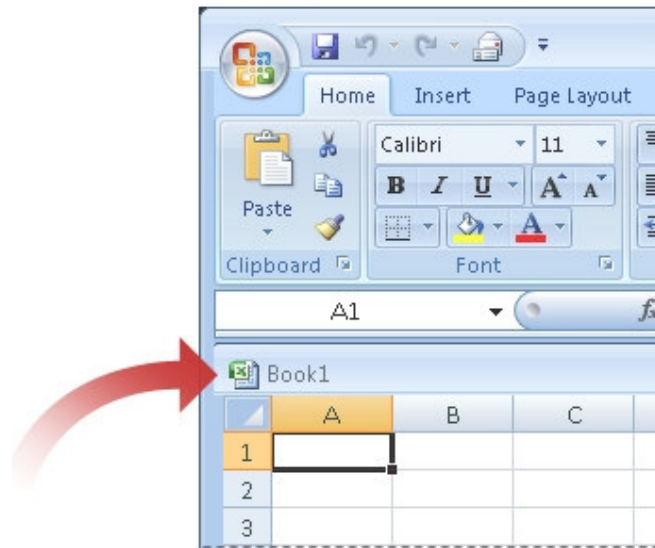 Home Insert Page Layout
Calibri 11
B I U A A
Paste
A
Clipboard Font
A1
Book1
A B C
1
2
3